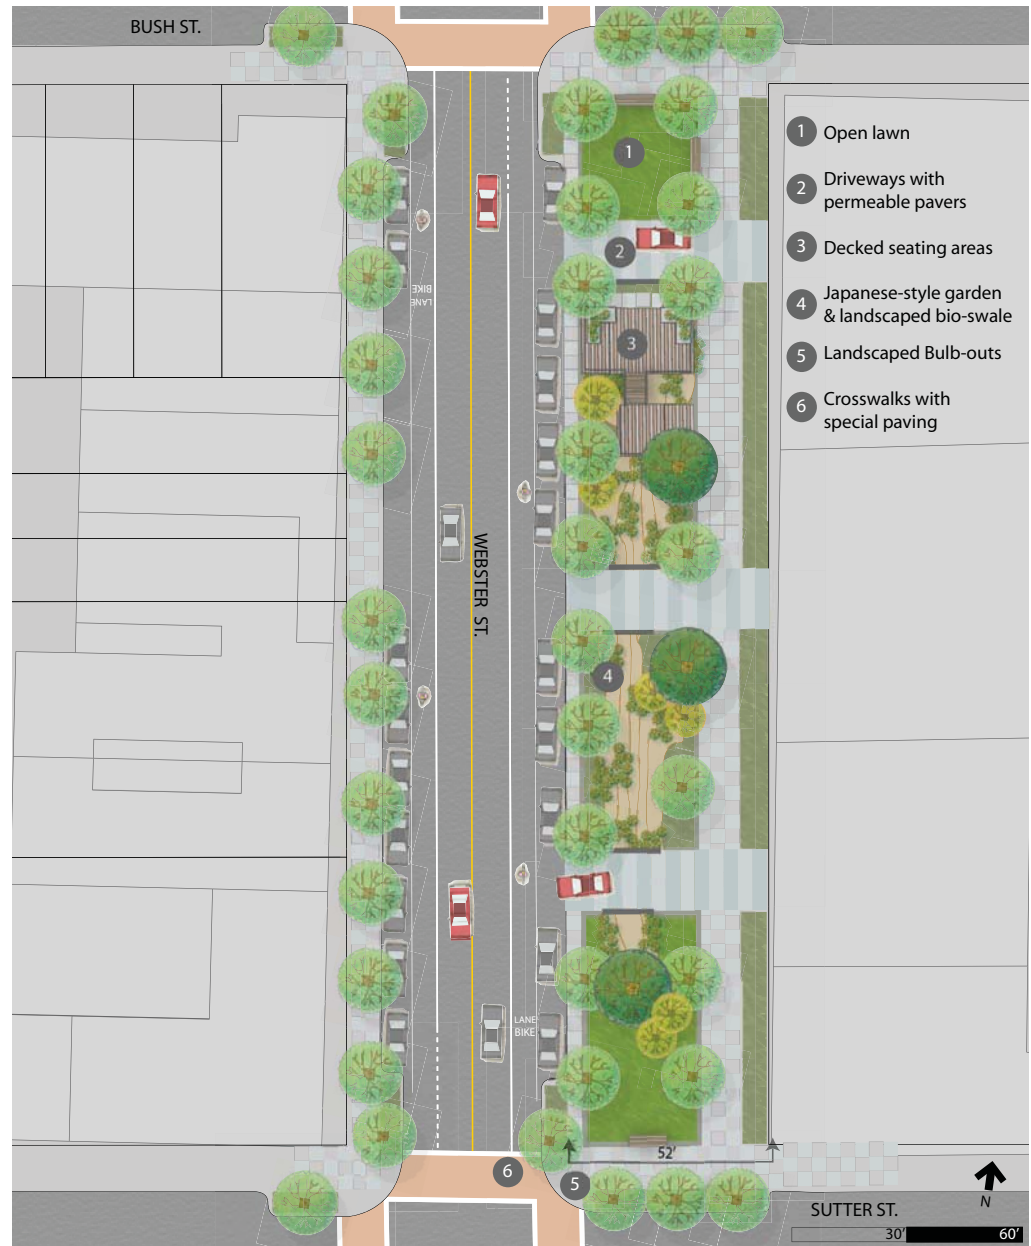 BUSH ST.
1
1 Open lawn
2 Driveways with
permeable pavers
2
3 Decked seating areas
LANE
BIKE
4 Japanese-style garden
& landscaped bio-swale
3
5 Landscaped Bulb-outs
6 Crosswalks with
special paving
WEBSTER ST.
4
LANE
BIKE
52'
6
5
N
SUTTER ST.
30'
60'